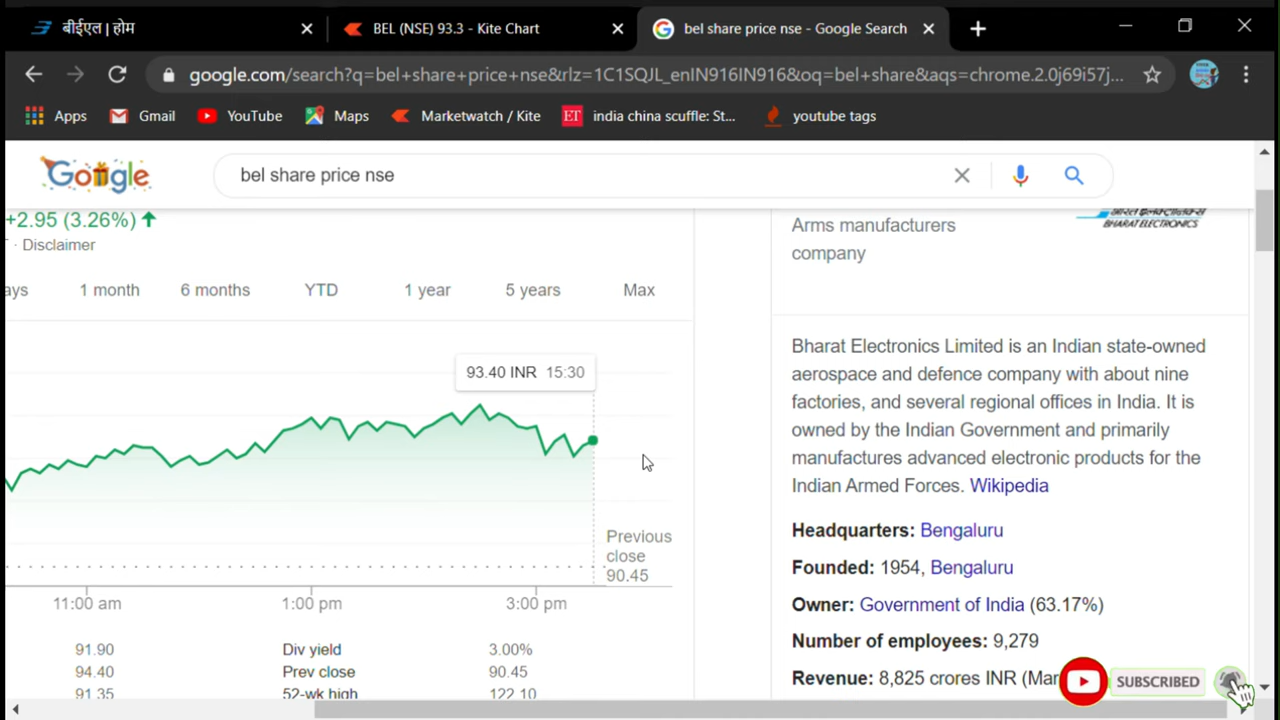 बीईएल | होम
BEL (NSE) 93.3 - Kite Chart
bel share price nse - Google Search
google.com/search?q=bel+share+price+nse&rlz=1C1SQJL_enIN916IN916&oq=bel+share&aqs=chrome.2.0j69i57j...
Apps
Gmail
YouTube
Maps
Marketwatch / Kite
ET
india china scuffle: St...
youtube tags
Google
bel share price nse
+2.95 (3.26%)
· Disclaimer
ays
1 month
6 months
YTD
1 year
5 years
Max
93.40 INR 15:30
Previous
close
90.45
11:00 am
1:00 pm
3:00 pm
91.90
Div yield
3.00%
94.40
Prev close
90.45
91.35
52-wk high
122.10
Arms manufacturers
company
BHARAT ELECTRONICS
Bharat Electronics Limited is an Indian state-owned
aerospace and defence company with about nine
factories, and several regional offices in India. It is
owned by the Indian Government and primarily
manufactures advanced electronic products for the
Indian Armed Forces. Wikipedia
Headquarters: Bengaluru
Founded: 1954, Bengaluru
Owner: Government of India (63.17%)
Number of employees: 9,279
Revenue: 8,825 crores INR (Mar
SUBSCRIBED